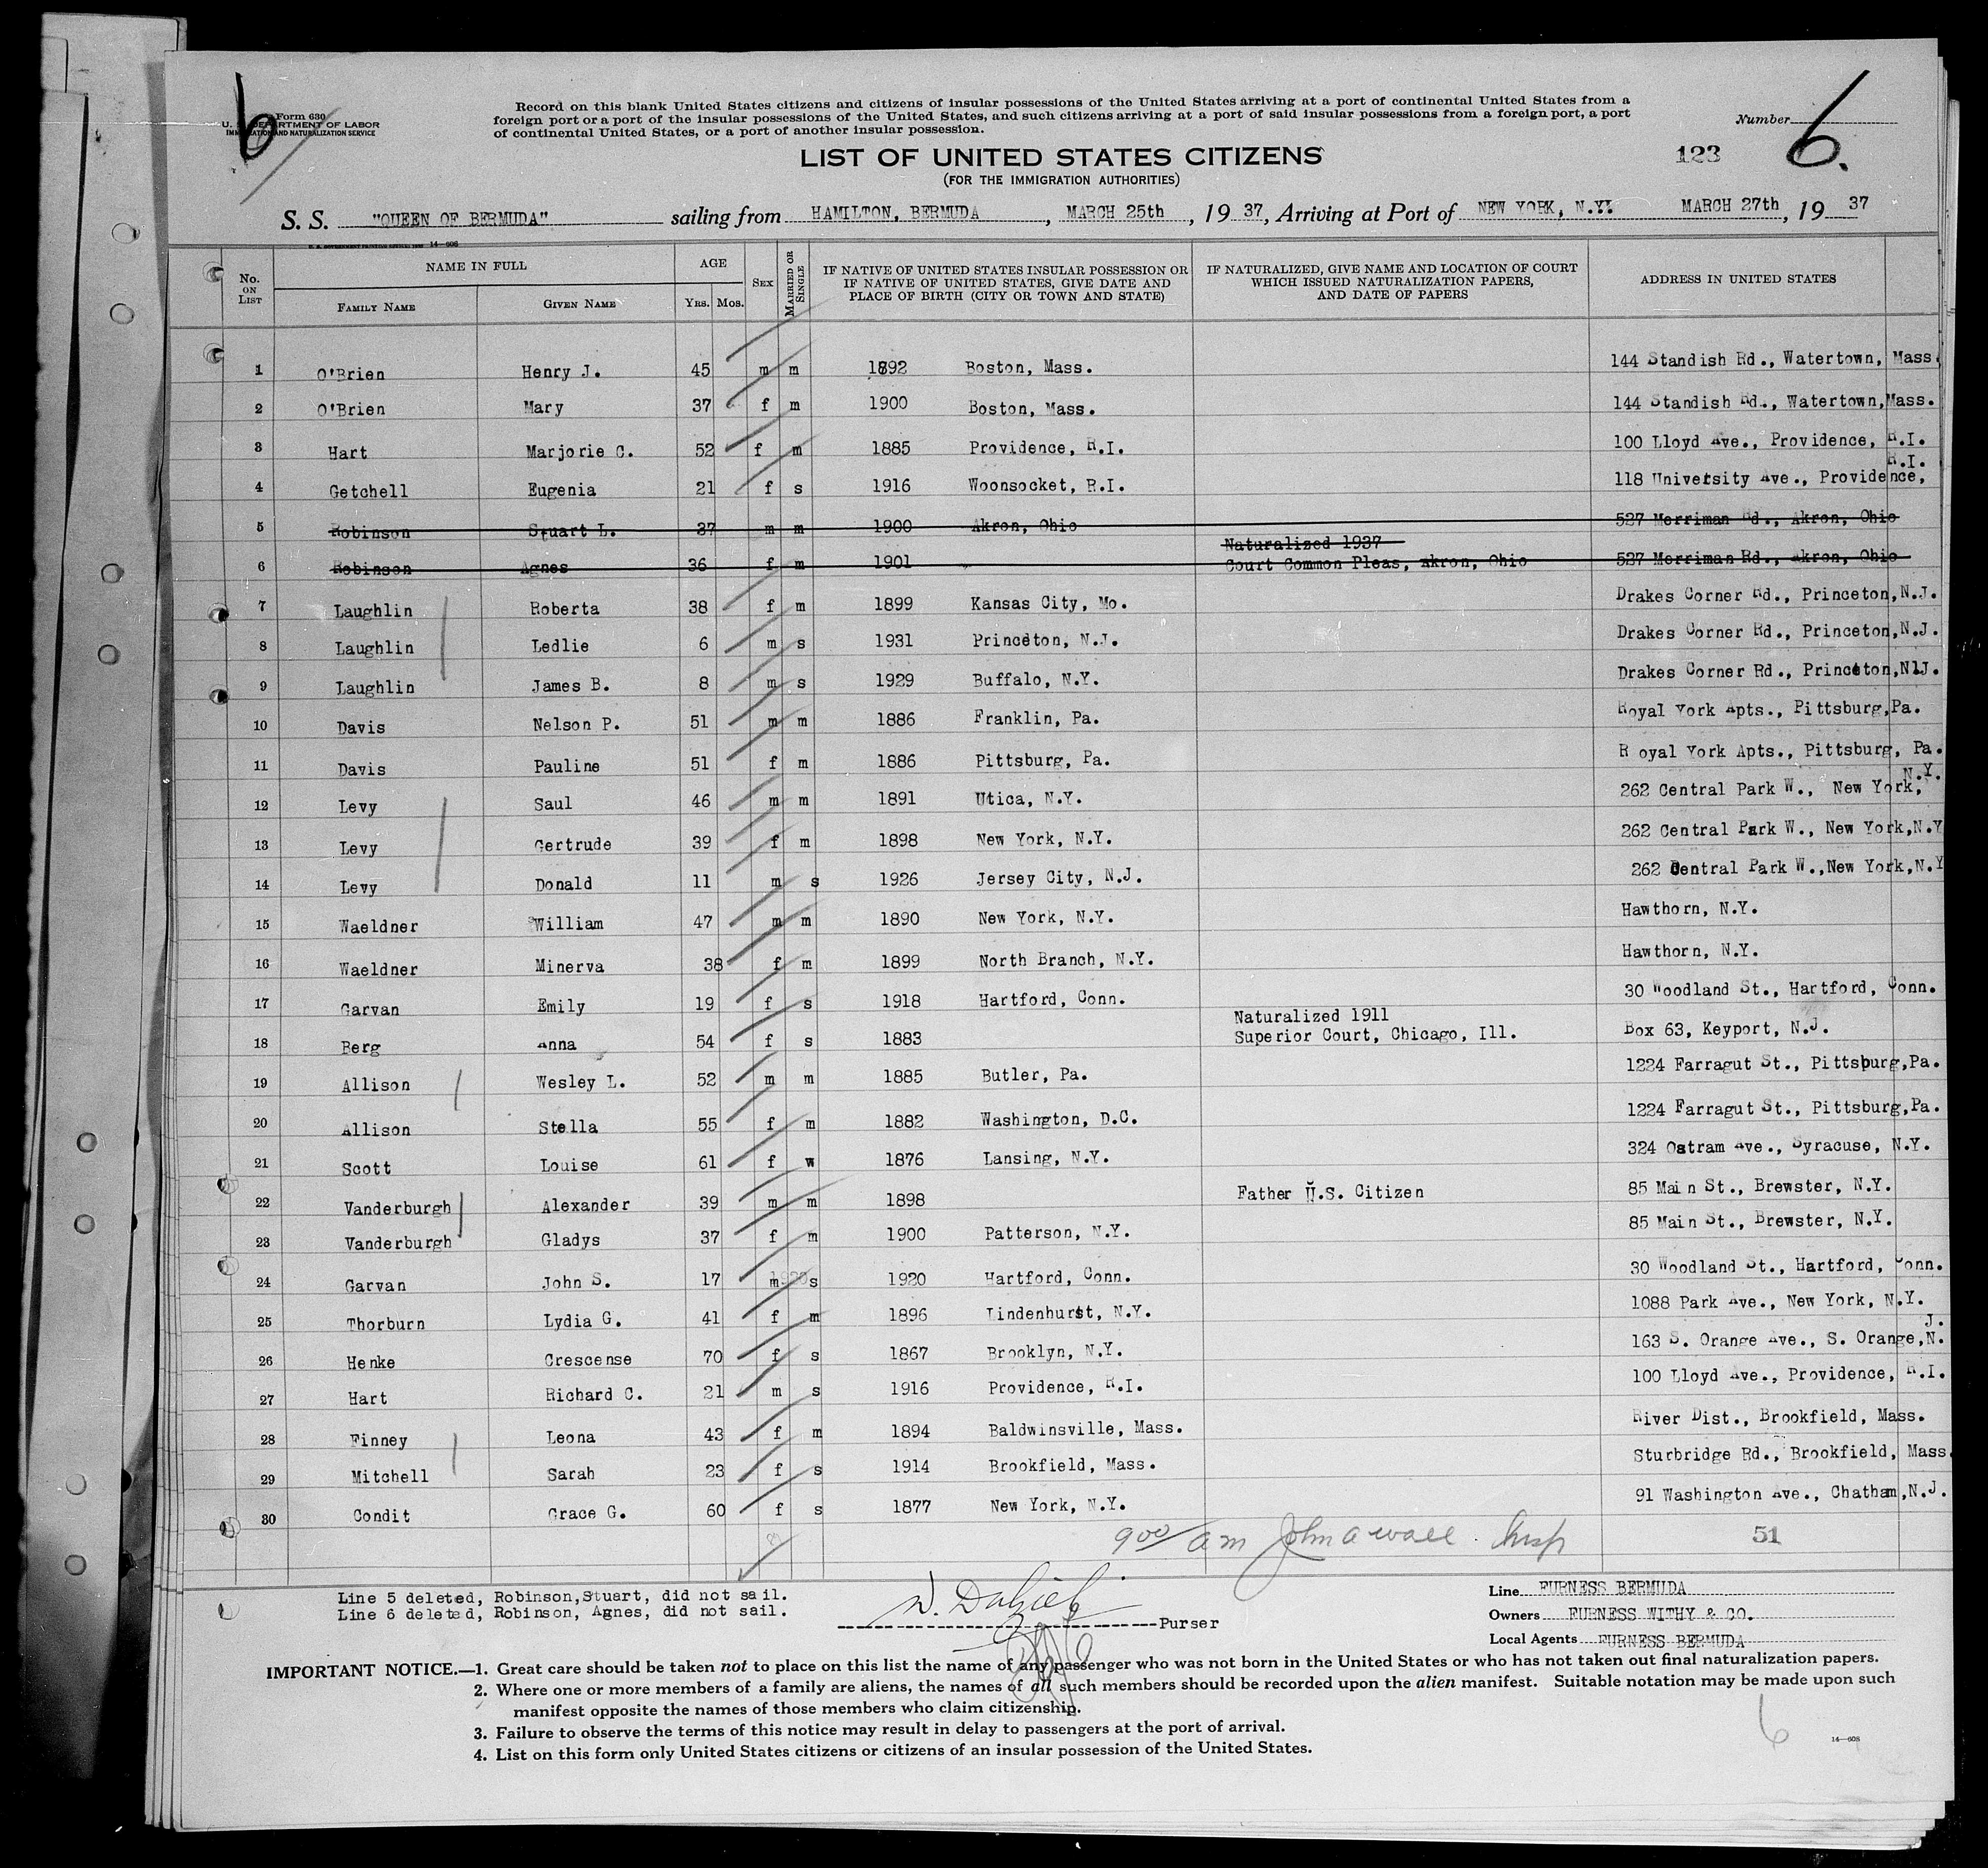 6
Form 630
U. S. DEPARTMENT OF LABOR
IMMIGRATION AND NATURALIZATION SERVICE
Record on this blank United States citizens and citizens of insular possessions of the United States arriving at a port of continental United States from a
foreign port or a port of the insular possessions of the United States, and such citizens arriving at a port of said insular possessions from a foreign port, a port
of continental United States, or a port of another insular possession.
Number 6.
LIST OF UNITED STATES CITIZENS
123
(FOR THE IMMIGRATION AUTHORITIES)
S. S. "QUEEN OF BERMUDA" sailing from HAMILTON, BERMUDA, MARCH 25th, 1937, Arriving at Port of NEW YORK, N.Y. MARCH 27th, 1937
No. ON LIST NAME IN FULL FAMILY NAME GIVEN NAME AGE YRS. MOS. SEX MARRIED OR SINGLE IF NATIVE OF UNITED STATES INSULAR POSSESSION OR IF NATIVE OF UNITED STATES, GIVE DATE AND PLACE OF BIRTH (CITY OR TOWN AND STATE) IF NATURALIZED, GIVE NAME AND LOCATION OF COURT WHICH ISSUED NATURALIZATION PAPERS, AND DATE OF PAPERS ADDRESS IN UNITED STATES
1 O'Brien Henry J. 45 m m 1892 Boston, Mass. 144 Standish Rd., Watertown, Mass.
2 O'Brien Mary 37 f m 1900 Boston, Mass. 144 Standish Rd., Watertown, Mass.
3 Hart Marjorie C. 52 f m 1885 Providence, R.I. 100 Lloyd Ave., Providence, R.I.
4 Getchell Eugenia 21 f s 1916 Woonsocket, R.I. 118 University Ave., Providence, R.I.
5 Robinson Stuart L. 37 m m 1900 Akron, Ohio 527 Merriman Rd., Akron, Ohio
6 Robinson Agnes 36 f m 1901 Naturalized 1937 Court Common Pleas, Akron, Ohio 527 Merriman Rd., Akron, Ohio
7 Laughlin Roberta 38 f m 1899 Kansas City, Mo. Drakes Corner Rd., Princeton, N.J.
8 Laughlin Ledlie 6 m s 1931 Princeton, N.J. Drakes Corner Rd., Princeton, N.J.
9 Laughlin James B. 8 m s 1929 Buffalo, N.Y. Drakes Corner Rd., Princeton, N.J.
10 Davis Nelson P. 51 m m 1886 Franklin, Pa. Royal York Apts., Pittsburg, Pa.
11 Davis Pauline 51 f m 1886 Pittsburg, Pa. R oyal York Apts., Pittsburg, Pa.
12 Levy Saul 46 m m 1891 Utica, N.Y. 262 Central Park W., New York, N.Y.
13 Levy Gertrude 39 f m 1898 New York, N.Y. 262 Central Park W., New York, N.Y
14 Levy Donald 11 m s 1926 Jersey City, N.J. 262 Central Park W., New York, N.Y
15 Waeldner William 47 m m 1890 New York, N.Y. Hawthorn, N.Y.
16 Waeldner Minerva 38 f m 1899 North Branch, N.Y. Hawthorn, N.Y.
17 Garvan Emily 19 f s 1918 Hartford, Conn. 30 Woodland St., Hartford, Conn.
18 Berg Anna 54 f s 1883 Naturalized 1911 Superior Court, Chicago, Ill. Box 63, Keyport, N.J.
19 Allison Wesley L. 52 m m 1885 Butler, Pa. 1224 Farragut St., Pittsburg, Pa.
20 Allison Stella 55 f m 1882 Washington, D.C. 1224 Farragut St., Pittsburg, Pa.
21 Scott Louise 61 f w 1876 Lansing, N.Y. 324 Ostram Ave., Syracuse, N.Y.
22 Vanderburgh Alexander 39 m m 1898 Father U.S. Citizen 85 Main St., Brewster, N.Y.
23 Vanderburgh Gladys 37 f m 1900 Patterson, N.Y. 85 Main St., Brewster, N.Y.
24 Garvan John S. 17 m s 1920 Hartford, Conn. 30 Woodland St., Hartford, Conn.
25 Thorburn Lydia G. 41 f m 1896 Lindenhurst, N.Y. 1088 Park Ave., New York, N.Y.
26 Henke Crescense 70 f s 1867 Brooklyn, N.Y. 163 S. Orange Ave., S. Orange, N.J.
27 Hart Richard C. 21 m s 1916 Providence, R.I. 100 Lloyd Ave., Providence, R.I.
28 Finney Leona 43 f m 1894 Baldwinsville, Mass. River Dist., Brookfield, Mass.
29 Mitchell Sarah 23 f s 1914 Brookfield, Mass. Sturbridge Rd., Brookfield, Mass.
30 Condit Grace G. 60 f s 1877 New York, N.Y. 91 Washington Ave., Chatham, N.J.
9 00 am John A Wall Insp 51
Line 5 deleted, Robinson, Stuart, did not sail.
Line 6 deleted, Robinson, Agnes, did not sail.
Purser
Line FURNESS BERMUDA
Owners FURNESS WITHY & CO.
Local Agents FURNESS BERMUDA
IMPORTANT NOTICE.—1. Great care should be taken not to place on this list the name of any passenger who was not born in the United States or who has not taken out final naturalization papers.
2. Where one or more members of a family are aliens, the names of all such members should be recorded upon the alien manifest. Suitable notation may be made upon such
manifest opposite the names of those members who claim citizenship.
3. Failure to observe the terms of this notice may result in delay to passengers at the port of arrival.
4. List on this form only United States citizens or citizens of an insular possession of the United States.
6
14—608